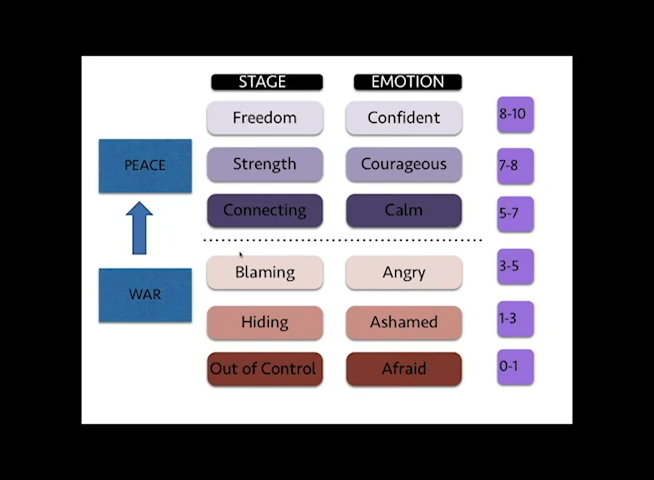 STAGE EMOTION
Freedom Confident 8-10
PEACE Strength Courageous 7-8
Connecting Calm 5-7
Blaming Angry 3-5
WAR
Hiding Ashamed 1-3
Out of Control Afraid 0-1